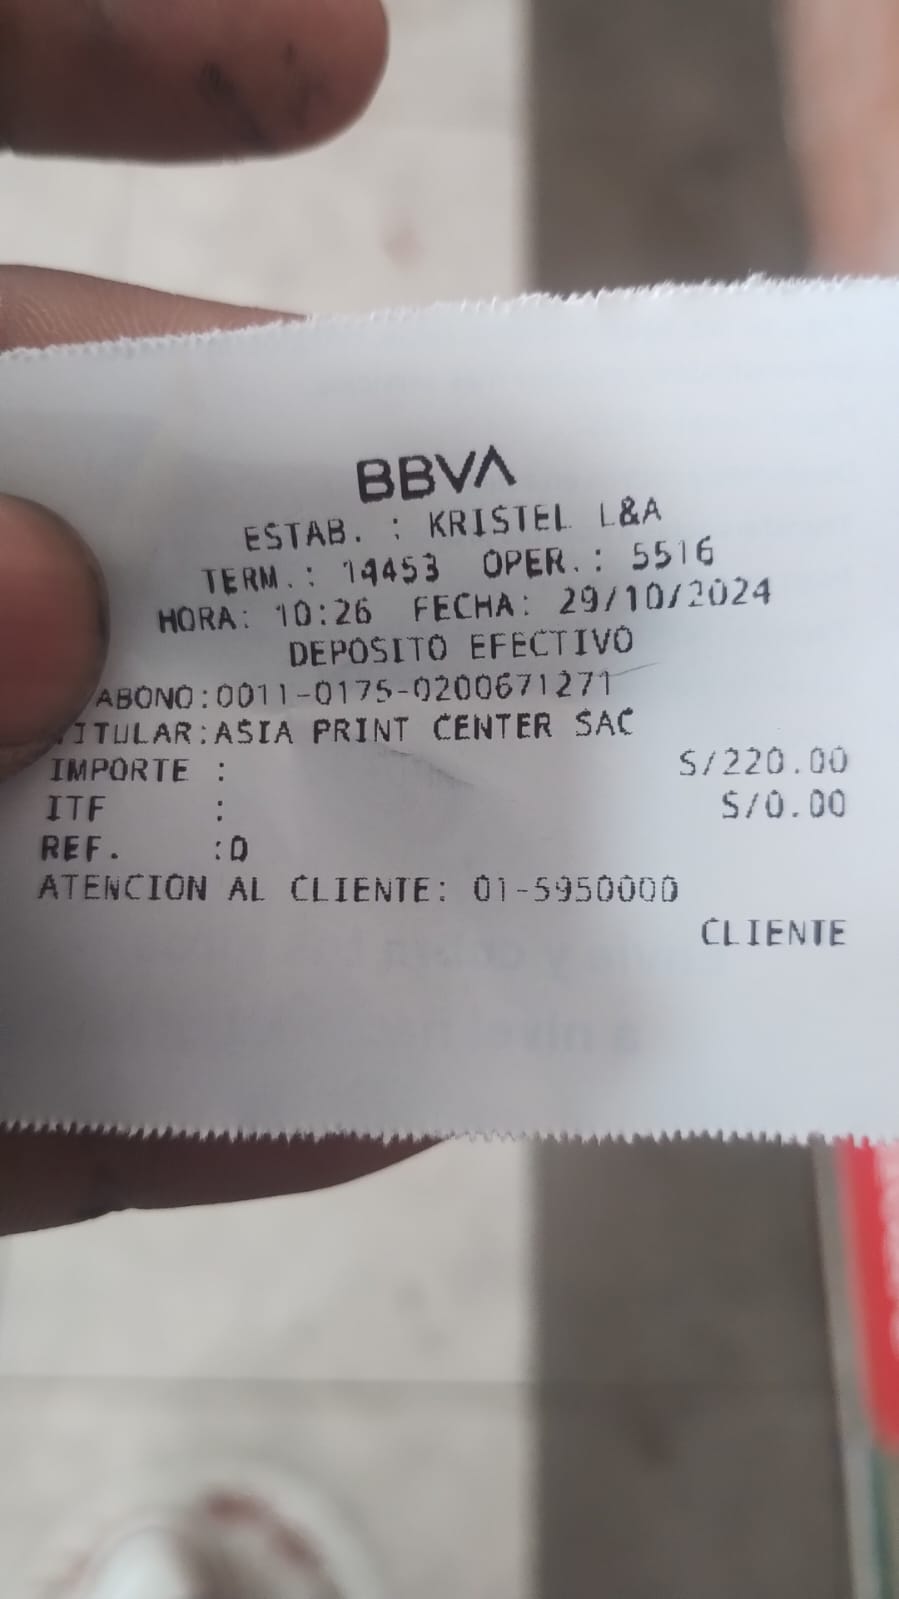 BBVA
ESTAB. : KRISTEL L&A
TERM.: 14453 OPER.: 5516
HORA: 10:26 FECHA: 29/10/2024
DEPOSITO EFECTIVO
ABONO:0011-0175-0200671271
TITULAR:ASIA PRINT CENTER SAC
IMPORTE : S/220.00
ITF : S/0.00
REF. :0
ATENCION AL CLIENTE: 01-5950000
CLIENTE